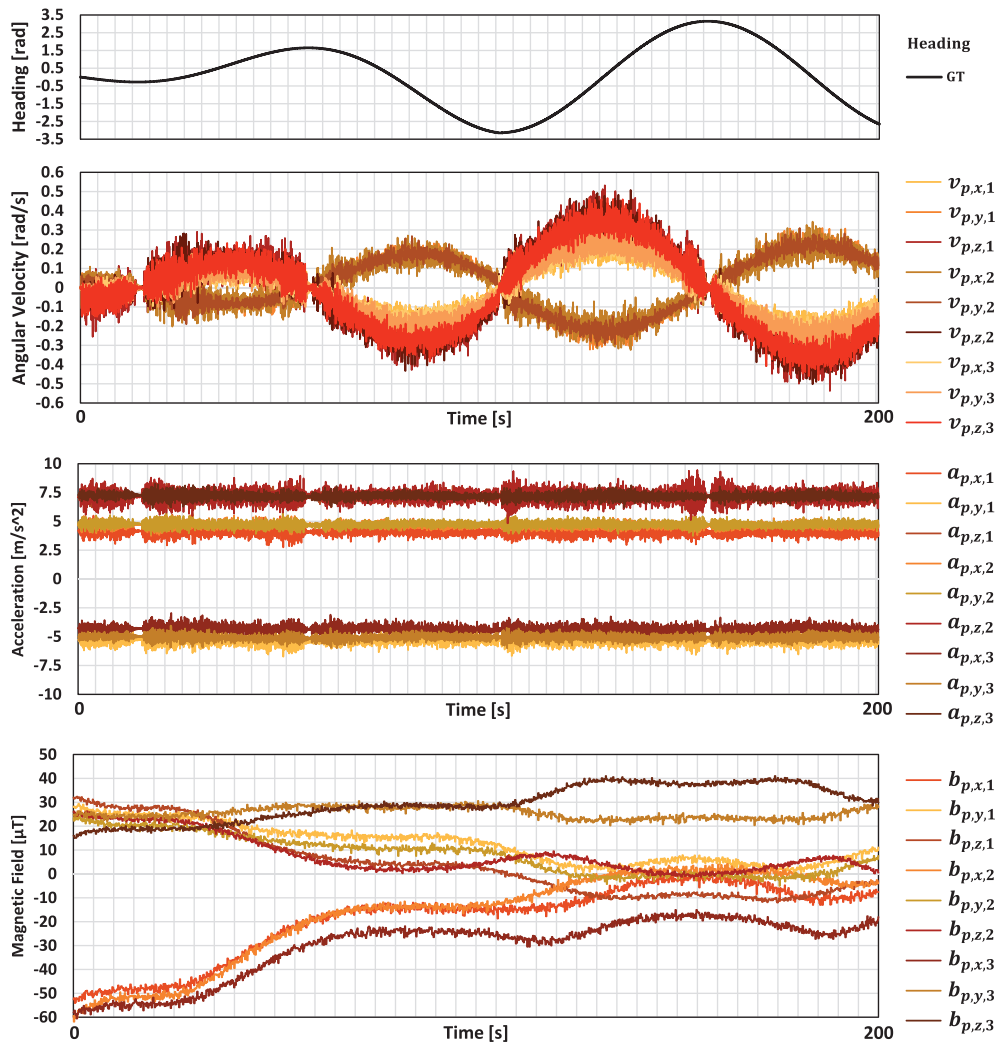 Heading [rad]
3.5
2.5
1.5
0.5
-0.5
-1.5
-2.5
-3.5
Heading
GT
Angular Velocity [rad/s]
0.6
0.5
0.4
0.3
0.2
0.1
0
-0.1
-0.2
-0.3
-0.4
-0.5
-0.6
0
Time [s]
200
v_{p,x,1}
v_{p,y,1}
v_{p,z,1}
v_{p,x,2}
v_{p,y,2}
v_{p,z,2}
v_{p,x,3}
v_{p,y,3}
v_{p,z,3}
Acceleration [m/s^2]
10
7.5
5
2.5
0
-2.5
-5
-7.5
-10
0
Time [s]
200
a_{p,x,1}
a_{p,y,1}
a_{p,z,1}
a_{p,x,2}
a_{p,y,2}
a_{p,z,2}
a_{p,x,3}
a_{p,y,3}
a_{p,z,3}
Magnetic Field [µT]
50
40
30
20
10
0
-10
-20
-30
-40
-50
-60
0
Time [s]
200
b_{p,x,1}
b_{p,y,1}
b_{p,z,1}
b_{p,x,2}
b_{p,y,2}
b_{p,z,2}
b_{p,x,3}
b_{p,y,3}
b_{p,z,3}